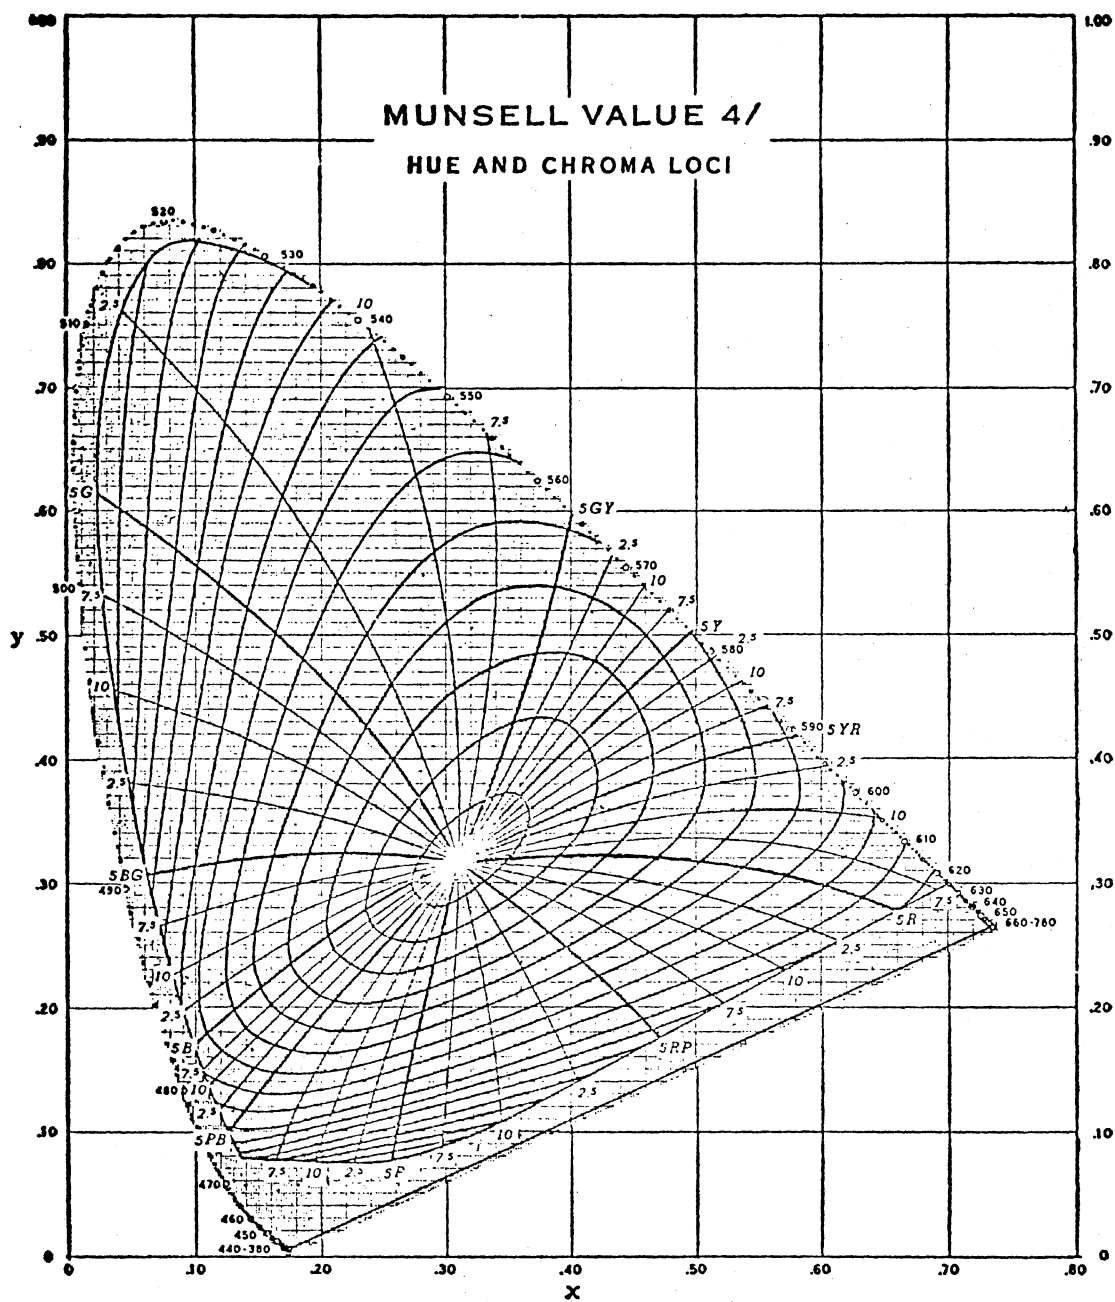 1.00
MUNSELL VALUE 4/
HUE AND CHROMA LOCI
.90 .90
520
.80 530 .80
2.5 10
510 540
.70 550 .70
7.5
5G 560
.60 5GY .60
2.5
500 570
7.5 10
7.5
y .50 5Y 2.5 .50
580
10 10
7.5
590 5YR
.40 2.5 .40
2.5 600
10
610
5BG 620
.30 490 7.5 630 .30
640
5R 650
660-780
7.5 2.5
10 10
.20 2.5 7.5 .20
5B 5RP
7.5
480 10 2.5
2.5
.10 5PB 10 .10
7.5 10 2.5 5P 7.5
470
460
450
440-380
0 0
0 .10 .20 .30 .40 .50 .60 .70 .80
x